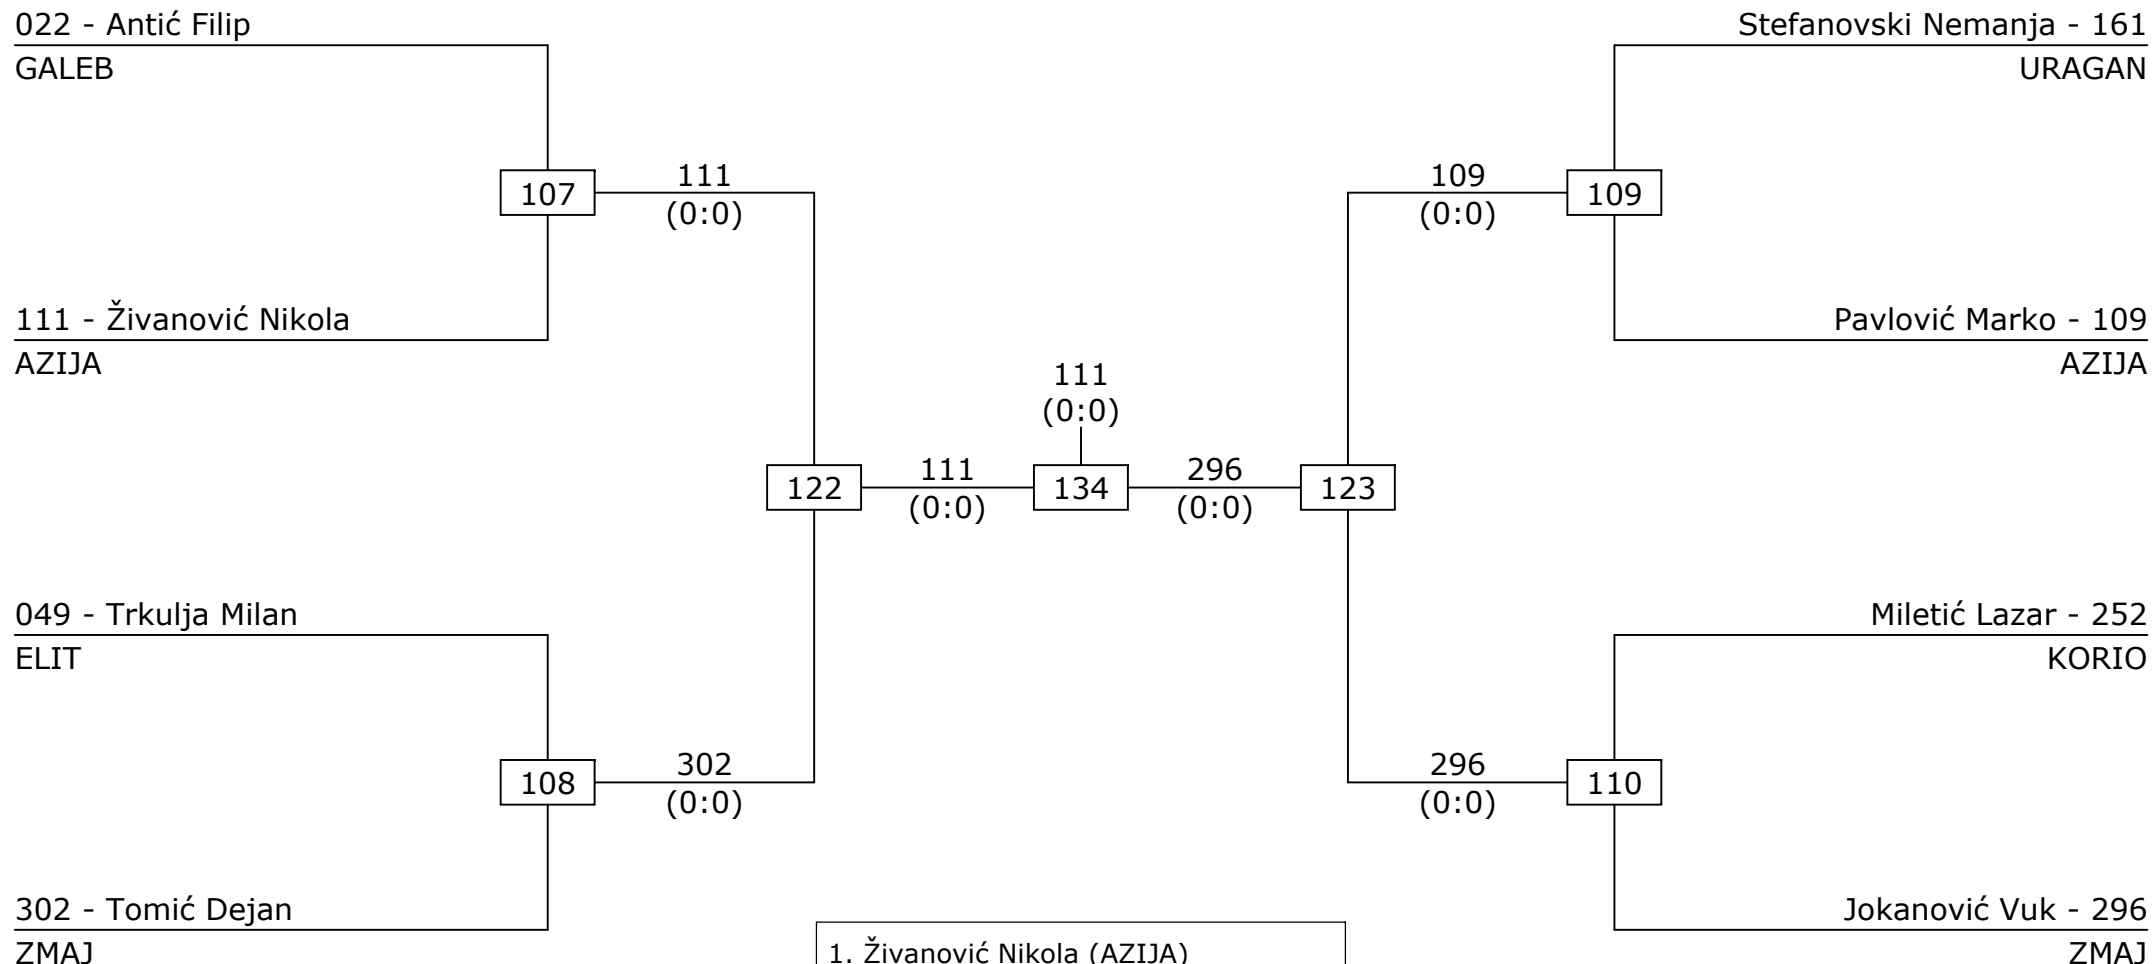 022 - Antić Filip
GALEB
Stefanovski Nemanja - 161
URAGAN
107
111
(0:0)
109
(0:0)
109
111 - Živanović Nikola
AZIJA
Pavlović Marko - 109
AZIJA
111
(0:0)
122
111
(0:0)
134
296
(0:0)
123
049 - Trkulja Milan
ELIT
Miletić Lazar - 252
KORIO
108
302
(0:0)
296
(0:0)
110
302 - Tomić Dejan
ZMAJ
Jokanović Vuk - 296
ZMAJ
1. Živanović Nikola (AZIJA)